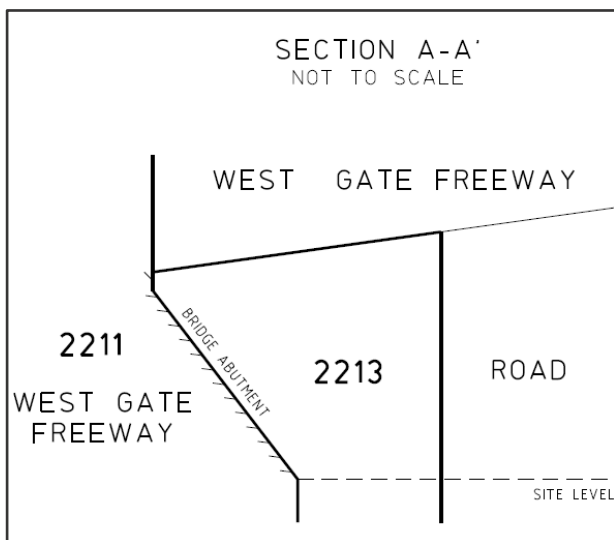 SECTION A-A'
NOT TO SCALE
WEST GATE FREEWAY
BRIDGE ABUTMENT
2211
2213
ROAD
WEST GATE
FREEWAY
SITE LEVEL